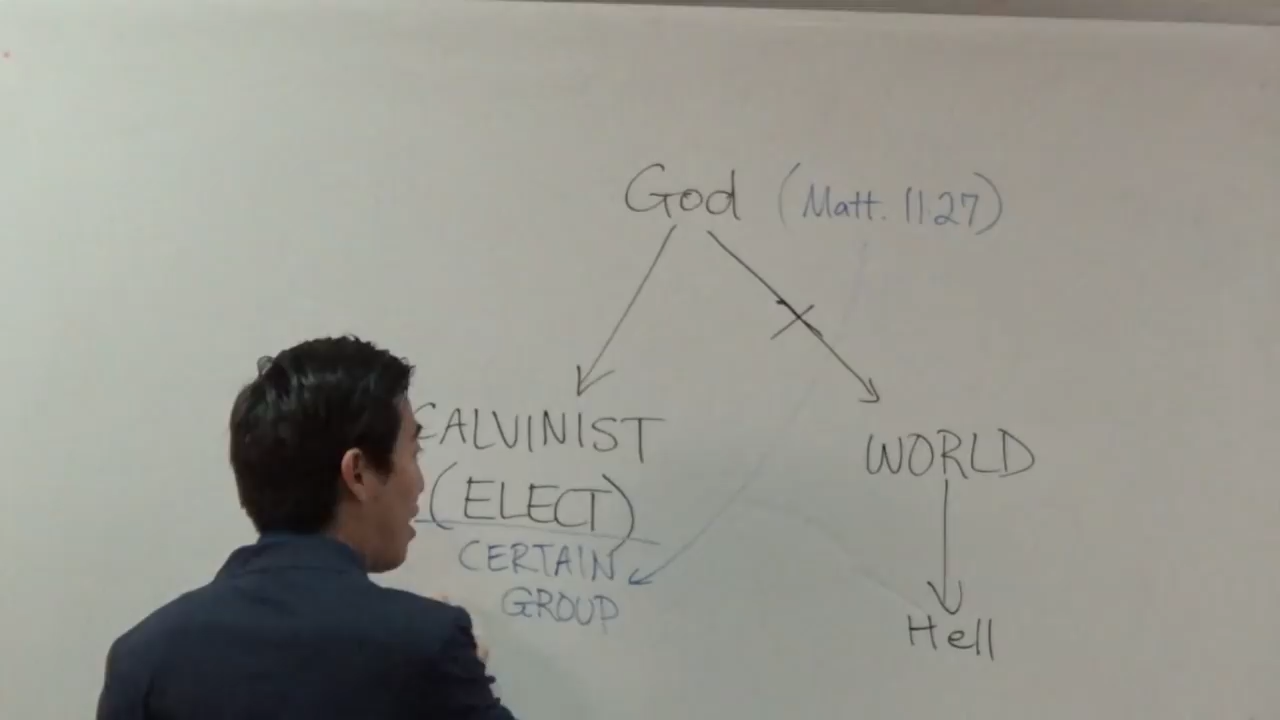 God (Matt. 11:27)
CALVINIST
(ELECT)
CERTAIN
GROUP
WORLD
Hell